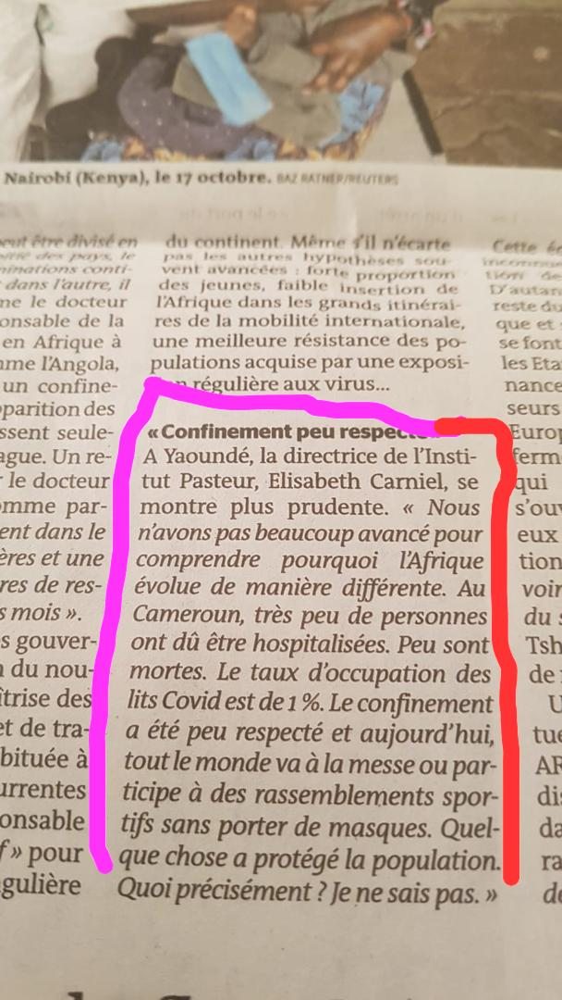 Nairobi (Kenya), le 17 octobre. BAZ RATNER/REUTERS
peut être divisé en
des pays, le
minations conti-
dans l'autre, il
me le docteur
onsable de la
en Afrique à
me l'Angola,
un confine-
pparition des
ssent seule-
ague. Un re-
le docteur
omme par-
ent dans le
ères et une
res de res-
s mois ».
s gouver-
n du nou-
îtrise des
et de tra-
bituée à
urrentes
onsable
f » pour
gulière
du continent. Même s'il n'écarte
pas les autres hypothèses sou-
vent avancées : forte proportion
des jeunes, faible insertion de
l'Afrique dans les grands itinérai-
res de la mobilité internationale,
une meilleure résistance des po-
pulations acquise par une exposi-
régulière aux virus...
« Confinement peu respecté »
A Yaoundé, la directrice de l'Insti-
tut Pasteur, Elisabeth Carniel, se
montre plus prudente. « Nous
n'avons pas beaucoup avancé pour
comprendre pourquoi l'Afrique
évolue de manière différente. Au
Cameroun, très peu de personnes
ont dû être hospitalisées. Peu sont
mortes. Le taux d'occupation des
lits Covid est de 1 %. Le confinement
a été peu respecté et aujourd'hui,
tout le monde va à la messe ou par-
ticipe à des rassemblements spor-
tifs sans porter de masques. Quel-
que chose a protégé la population.
Quoi précisément ? Je ne sais pas. »
Cette é
inconnu
tion de
D'autan
reste du
que et
se font
les Eta
nance
seurs
Europ
ferm
qui
s'ouv
eux
tion
voir
du s
Tsh
de
U
tue
AR
dis
da
ra
de